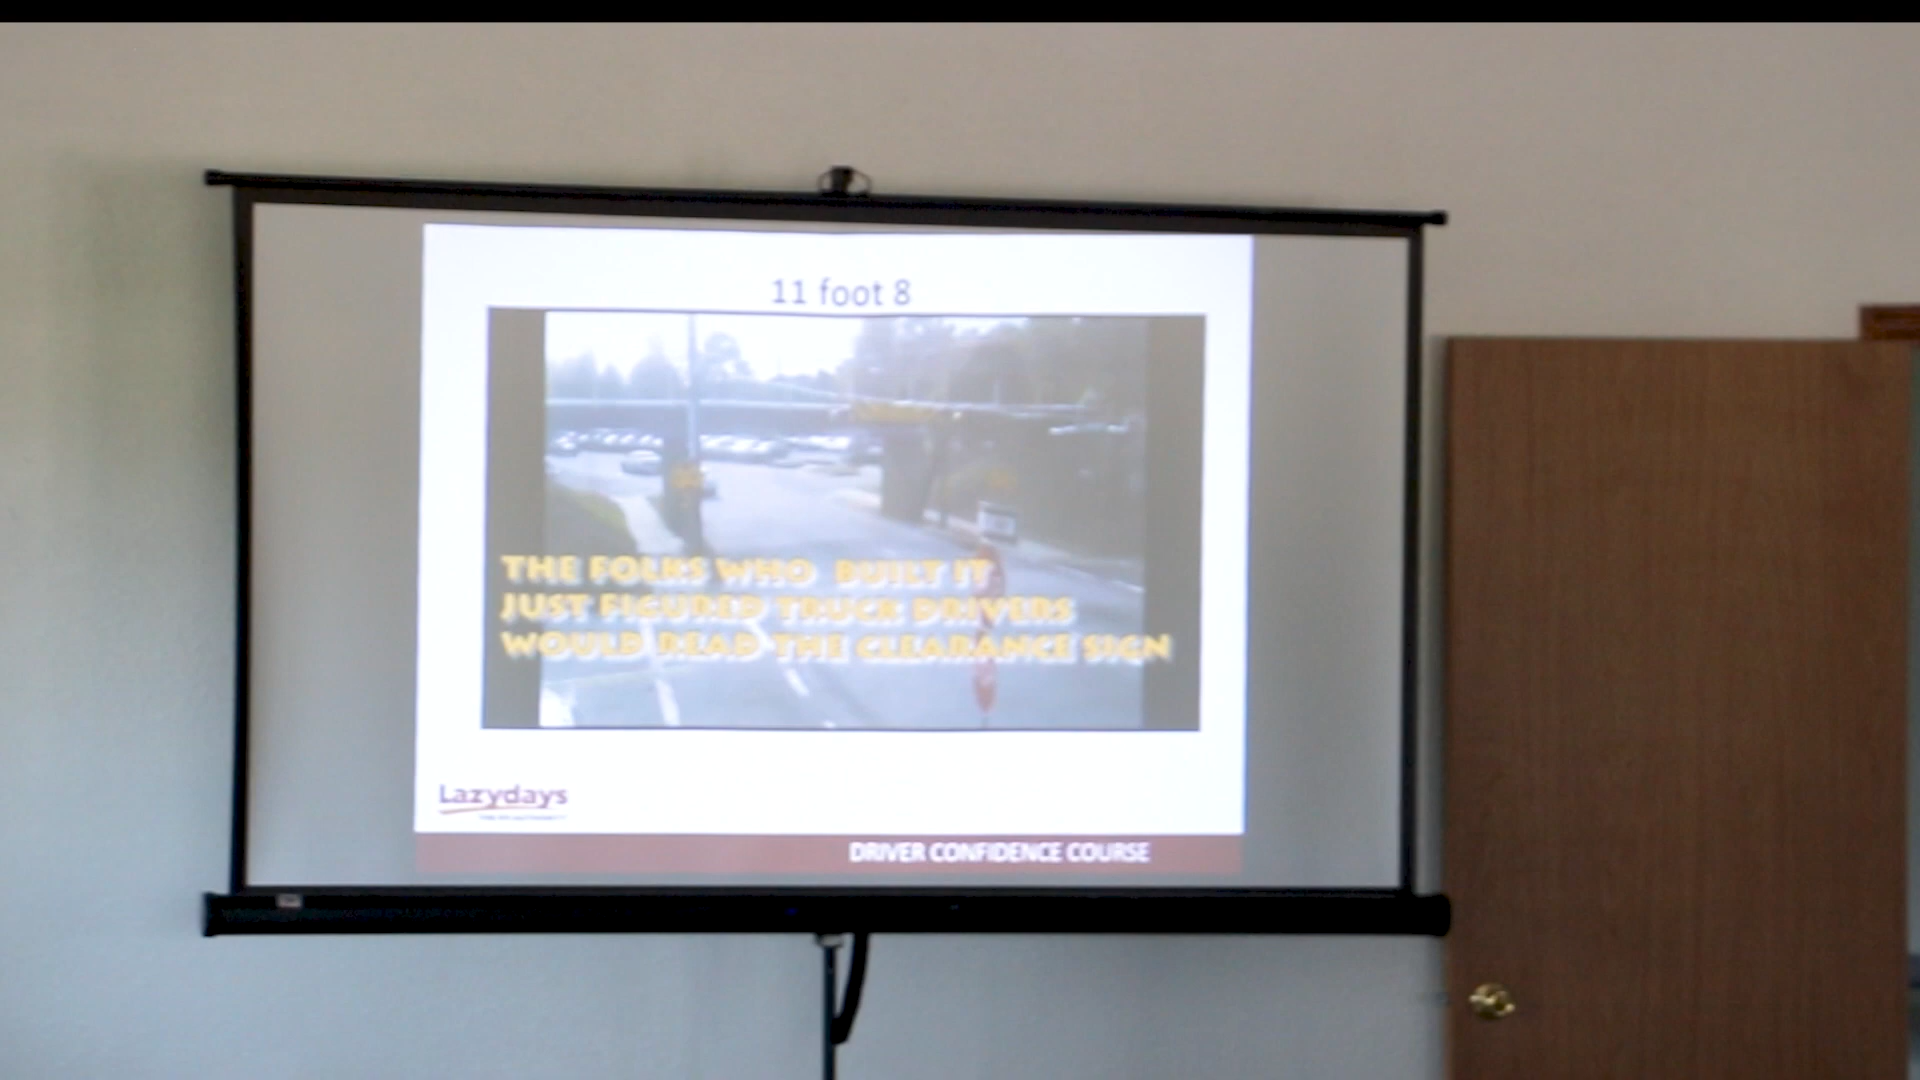 11 foot 8
THE FOLKS WHO BUILT IT
JUST FIGURED TRUCK DRIVERS
WOULD READ THE CLEARANCE SIGN
Lazydays
DRIVER CONFIDENCE COURSE